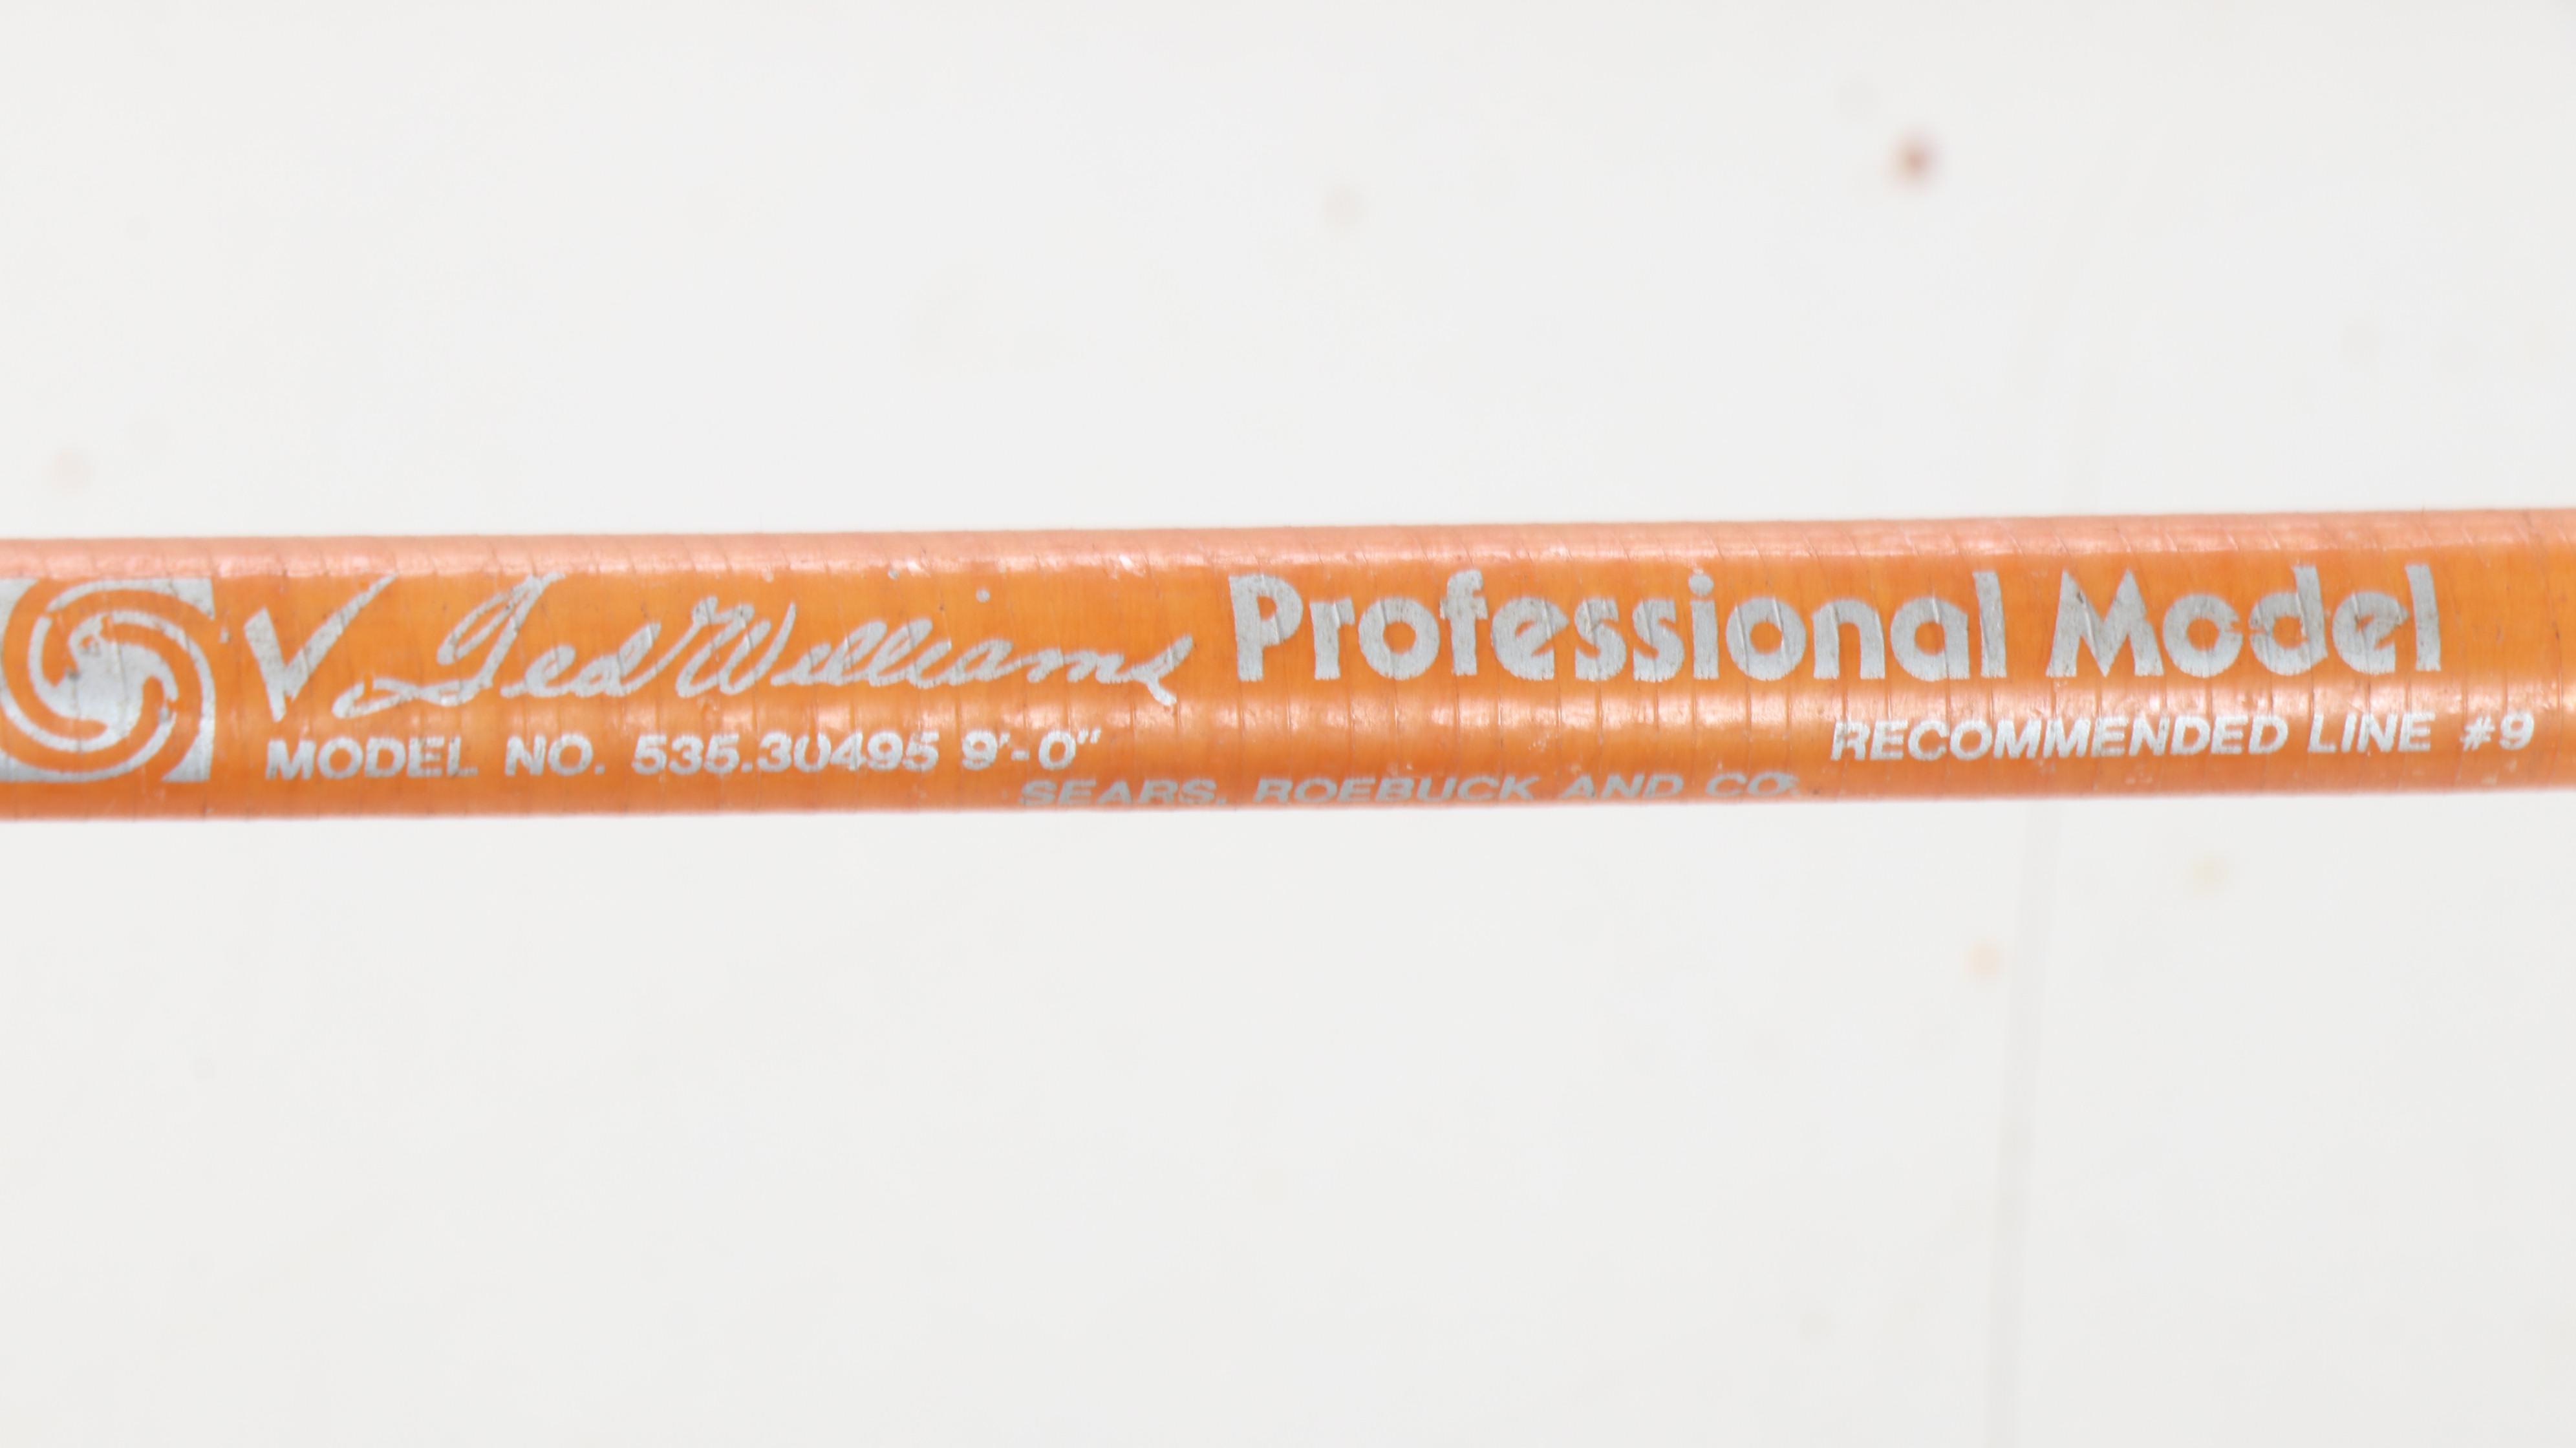 Ted Williams Professional Model
MODEL NO. 535.30495 9'-0" RECOMMENDED LINE #9
SEARS, ROEBUCK AND CO.